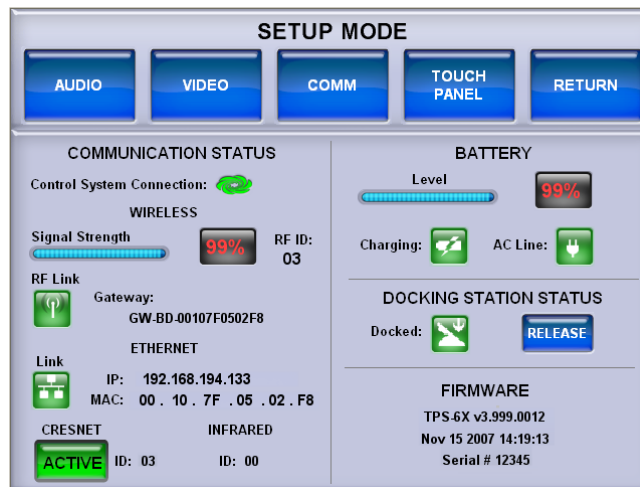 SETUP MODE
AUDIO
VIDEO
COMM
TOUCH
PANEL
RETURN
COMMUNICATION STATUS
Control System Connection:
WIRELESS
Signal Strength
99%
RF ID:
03
RF Link
Gateway:
GW-BD-00107F0502F8
ETHERNET
Link
IP: 192.168.194.133
MAC: 00 . 10 . 7F . 05 . 02 . F8
CRESNET
INFRARED
ACTIVE ID: 03
ID: 00
BATTERY
Level
99%
Charging:
AC Line:
DOCKING STATION STATUS
Docked:
RELEASE
FIRMWARE
TPS-6X v3.999.0012
Nov 15 2007 14:19:13
Serial # 12345